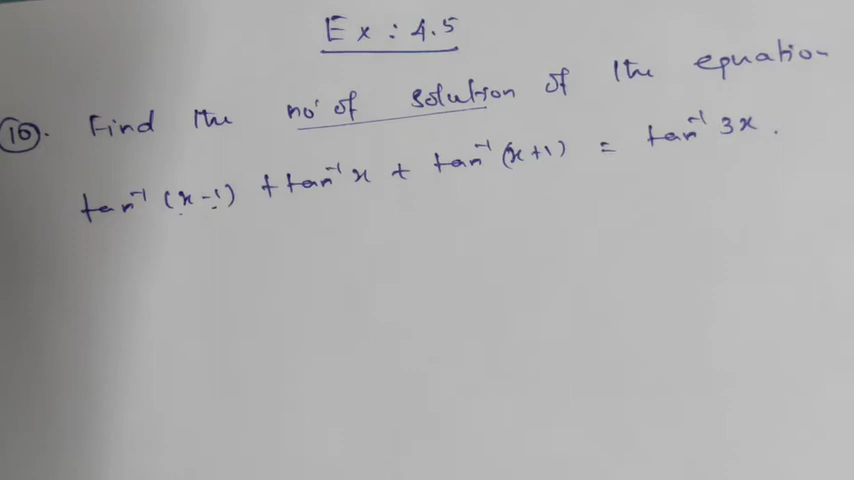 Ex : 4.5
10. Find the no' of solution of the equation
tan⁻¹ (x-1) + tan⁻¹ x + tan⁻¹ (x+1) = tan⁻¹ 3x.